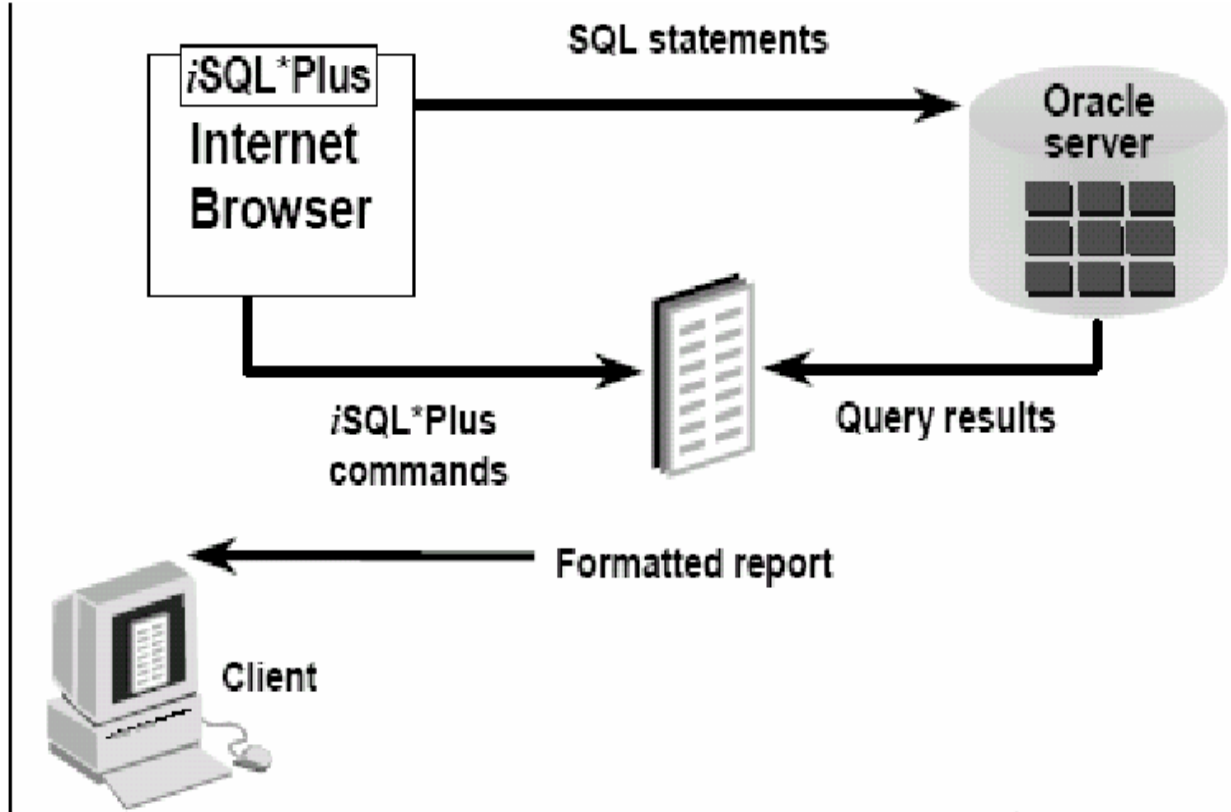 SQL statements
iSQL*Plus
Internet
Browser
Oracle
server
iSQL*Plus
commands
Query results
Formatted report
Client